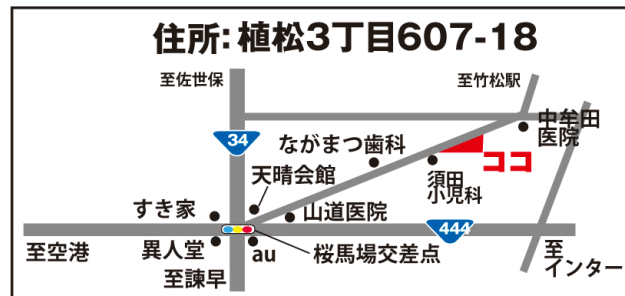 住所：植松3丁目607-18
至佐世保
至竹松駅
34
中牟田
医院
ながまつ歯科
ココ
天晴会館
須田
小児科
すき家
山道医院
444
至空港
異人堂
au
桜馬場交差点
至
インター
至諫早